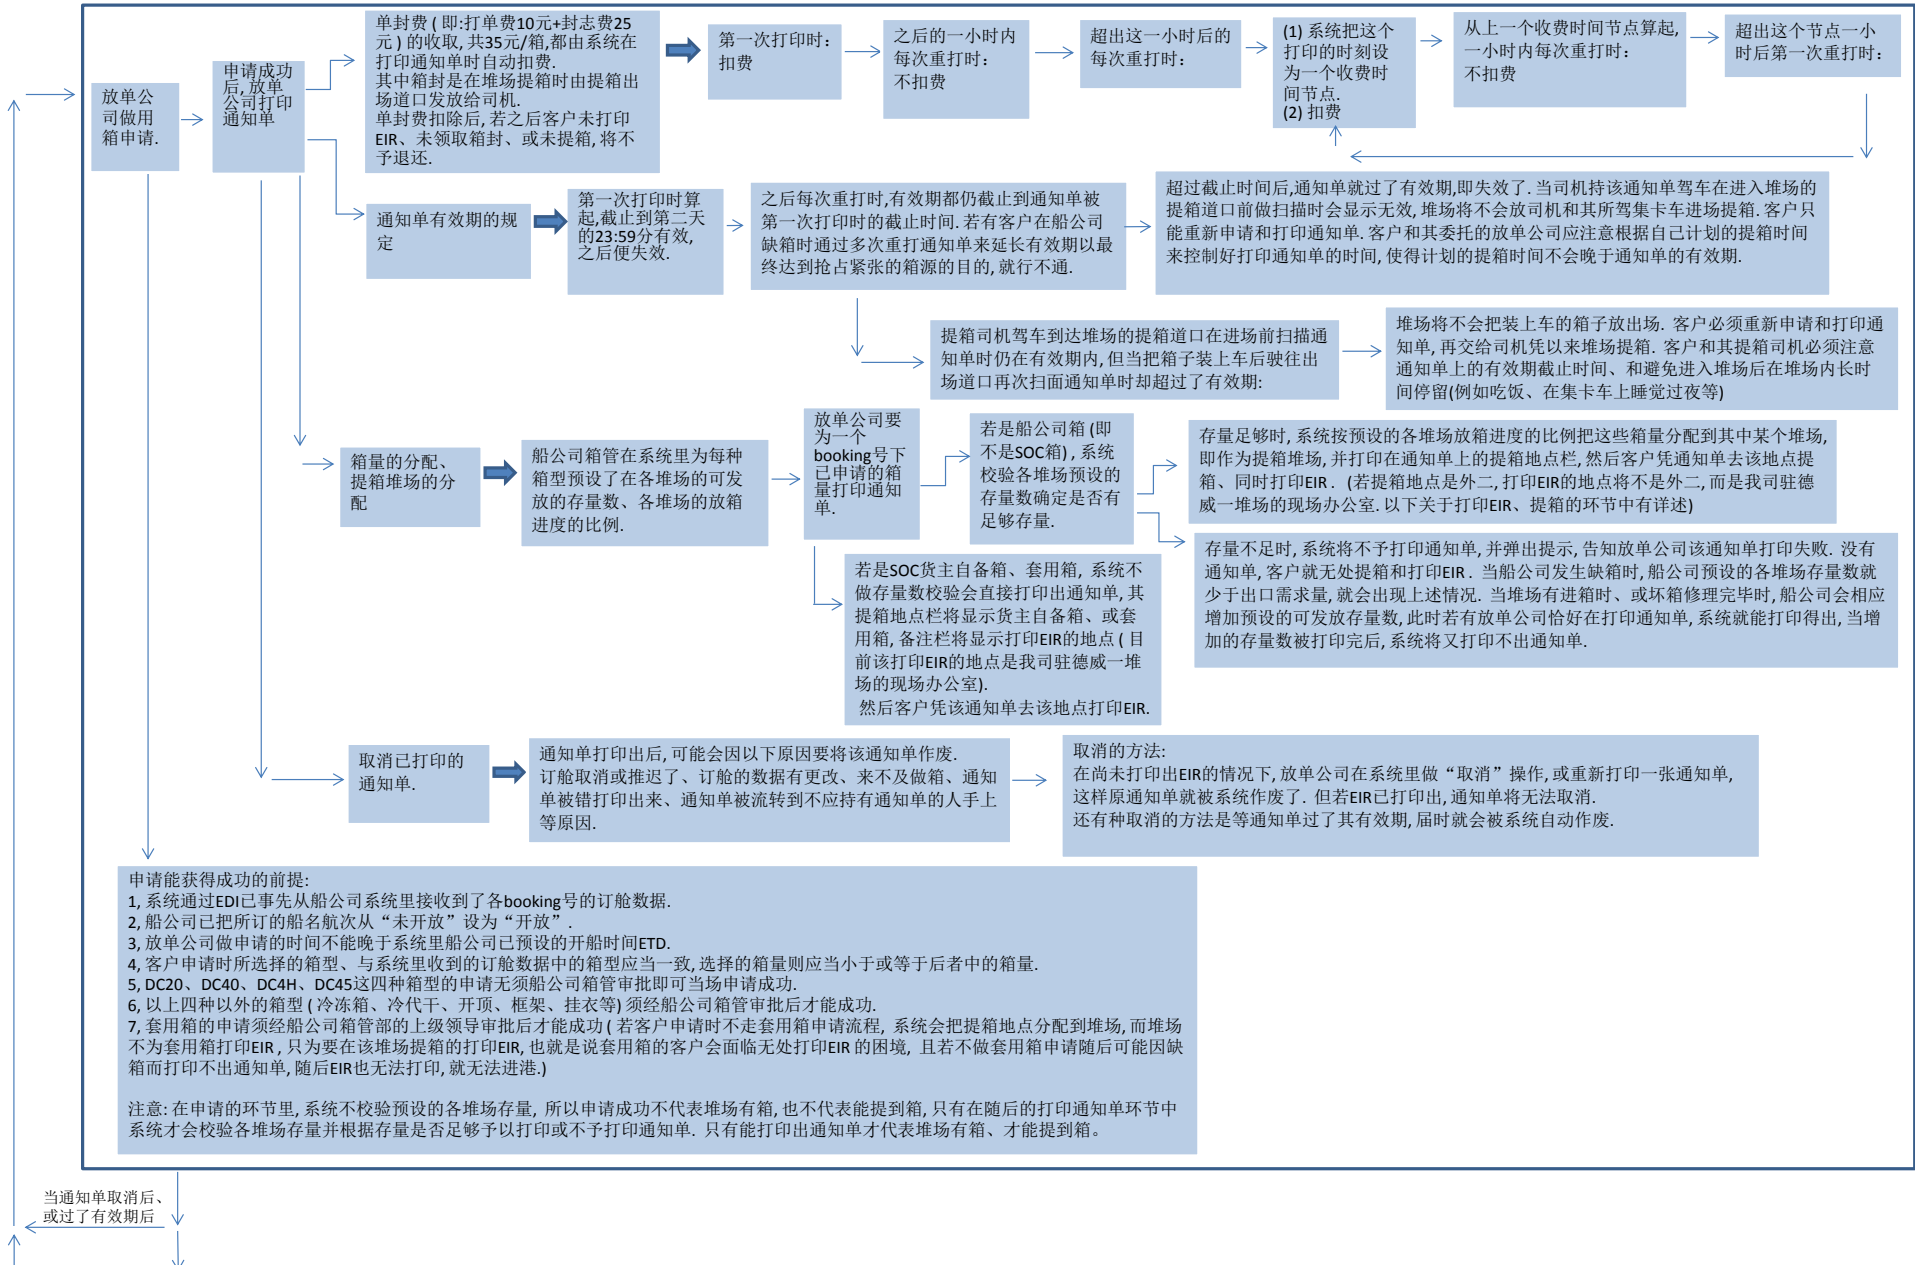 放单公
司做用
箱申请.
申请成功
后, 放单
公司打印
通知单
单封费 ( 即:打单费10元+封志费25
元 ) 的收取, 共35元/箱,都由系统在
打印通知单时自动扣费.
其中箱封是在堆场提箱时由提箱出
场道口发放给司机.
单封费扣除后, 若之后客户未打印
EIR、未领取箱封、或未提箱, 将不
予退还.
第一次打印时:
扣费
之后的一小时内
每次重打时:
不扣费
超出这一小时后的
每次重打时:
(1) 系统把这个
打印的时刻设
为一个收费时
间节点.
(2) 扣费
从上一个收费时间节点算起,
一小时内每次重打时:
不扣费
超出这个节点一小
时后第一次重打时:
通知单有效期的规
定
第一次打印时算
起,截止到第二天
的23:59分有效,
之后便失效.
之后每次重打时,有效期都仍截止到通知单被
第一次打印时的截止时间. 若有客户在船公司
缺箱时通过多次重打通知单来延长有效期以最
终达到抢占紧张的箱源的目的, 就行不通.
超过截止时间后,通知单就过了有效期,即失效了. 当司机持该通知单驾车在进入堆场的
提箱道口前做扫描时会显示无效, 堆场将不会放司机和其所驾集卡车进场提箱. 客户只
能重新申请和打印通知单. 客户和其委托的放单公司应注意根据自己计划的提箱时间
来控制好打印通知单的时间, 使得计划的提箱时间不会晚于通知单的有效期.
提箱司机驾车到达堆场的提箱道口在进场前扫描通
知单时仍在有效期内, 但当把箱子装上车后驶往出
场道口再次扫面通知单时却超过了有效期:
堆场将不会把装上车的箱子放出场. 客户必须重新申请和打印通
知单, 再交给司机凭以来堆场提箱. 客户和其提箱司机必须注意
通知单上的有效期截止时间、和避免进入堆场后在堆场内长时
间停留(例如吃饭、在集卡车上睡觉过夜等)
箱量的分配、
提箱堆场的分
配
船公司箱管在系统里为每种
箱型预设了在各堆场的可发
放的存量数、各堆场的放箱
进度的比例.
放单公司要
为一个
booking号下
已申请的箱
量打印通知
单.
若是船公司箱 (即
不是SOC箱) , 系统
校验各堆场预设的
存量数确定是否有
足够存量.
存量足够时, 系统按预设的各堆场放箱进度的比例把这些箱量分配到其中某个堆场,
即作为提箱堆场, 并打印在通知单上的提箱地点栏, 然后客户凭通知单去该地点提
箱、同时打印EIR . (若提箱地点是外二, 打印EIR的地点将不是外二, 而是我司驻德
威一堆场的现场办公室. 以下关于打印EIR、提箱的环节中有详述)
存量不足时, 系统将不予打印通知单, 并弹出提示, 告知放单公司该通知单打印失败. 没有
通知单, 客户就无处提箱和打印EIR . 当船公司发生缺箱时, 船公司预设的各堆场存量数就
少于出口需求量, 就会出现上述情况. 当堆场有进箱时、或坏箱修理完毕时, 船公司会相应
增加预设的可发放存量数, 此时若有放单公司恰好在打印通知单, 系统就能打印得出, 当增
加的存量数被打印完后, 系统将又打印不出通知单.
若是SOC货主自备箱、套用箱, 系统不
做存量数校验会直接打印出通知单, 其
提箱地点栏将显示货主自备箱、或套
用箱, 备注栏将显示打印EIR的地点 ( 目
前该打印EIR的地点是我司驻德威一堆
场的现场办公室).
然后客户凭该通知单去该地点打印EIR.
取消已打印的
通知单.
通知单打印出后, 可能会因以下原因要将该通知单作废.
订舱取消或推迟了、订舱的数据有更改、来不及做箱、通知
单被错打印出来、通知单被流转到不应持有通知单的人手上
等原因.
取消的方法:
在尚未打印出EIR的情况下, 放单公司在系统里做“取消”操作, 或重新打印一张通知单,
这样原通知单就被系统作废了. 但若EIR已打印出, 通知单将无法取消.
还有种取消的方法是等通知单过了其有效期, 届时就会被系统自动作废.
申请能获得成功的前提:
1, 系统通过EDI已事先从船公司系统里接收到了各booking号的订舱数据.
2, 船公司已把所订的船名航次从“未开放”设为“开放” .
3, 放单公司做申请的时间不能晚于系统里船公司已预设的开船时间ETD.
4, 客户申请时所选择的箱型、与系统里收到的订舱数据中的箱型应当一致, 选择的箱量则应当小于或等于后者中的箱量.
5, DC20、DC40、DC4H、DC45这四种箱型的申请无须船公司箱管审批即可当场申请成功.
6, 以上四种以外的箱型 ( 冷冻箱、冷代干、开顶、框架、挂衣等) 须经船公司箱管审批后才能成功.
7, 套用箱的申请须经船公司箱管部的上级领导审批后才能成功 ( 若客户申请时不走套用箱申请流程, 系统会把提箱地点分配到堆场, 而堆场
不为套用箱打印EIR , 只为要在该堆场提箱的打印EIR, 也就是说套用箱的客户会面临无处打印EIR 的困境, 且若不做套用箱申请随后可能因缺
箱而打印不出通知单, 随后EIR也无法打印, 就无法进港.)
注意: 在申请的环节里, 系统不校验预设的各堆场存量, 所以申请成功不代表堆场有箱, 也不代表能提到箱, 只有在随后的打印通知单环节中
系统才会校验各堆场存量并根据存量是否足够予以打印或不予打印通知单. 只有能打印出通知单才代表堆场有箱、才能提到箱。
当通知单取消后、
或过了有效期后